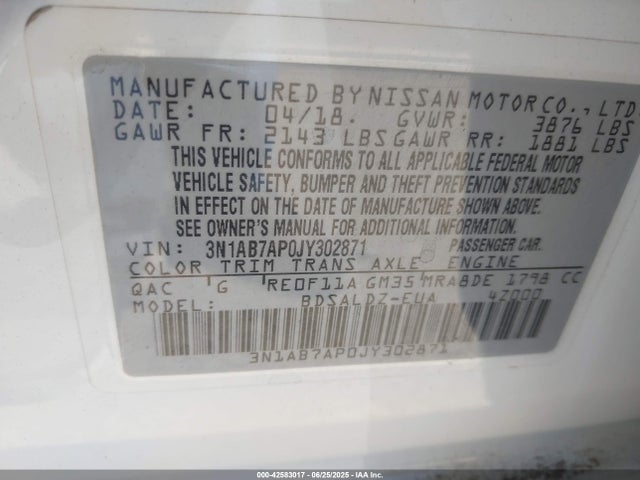 MANUFACTURED BY NISSAN MOTOR CO., LTD.
DATE: 04/18. GVWR: 3876 LBS
GAWR FR: 2143 LBS GAWR RR: 1881 LBS
THIS VEHICLE CONFORMS TO ALL APPLICABLE FEDERAL MOTOR
VEHICLE SAFETY, BUMPER AND THEFT PREVENTION STANDARDS
IN EFFECT ON THE DATE OF MANUFACTURE SHOWN ABOVE.
SEE OWNER'S MANUAL FOR ADDITIONAL INFORMATION.
VIN: 3N1AB7AP0JY302871 PASSENGER CAR.
COLOR TRIM TRANS AXLE ENGINE
QAC G RE0F11A GM35 MRA8DE 1798 CC
MODEL BDSALDZ-EUA 4Z000
3N1AB7AP0JY302871
000-42583017 - 06/25/2025 - IAA Inc.